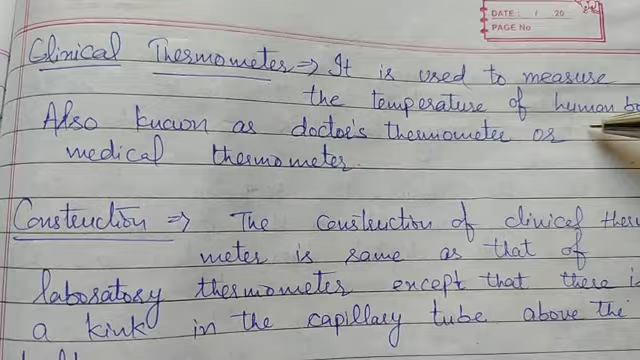 DATE: / 20
PAGE No
Clinical Thermometer ⇒ It is used to measure
the temperature of human bo
Also known as doctor's thermometer or
medical thermometer.
Construction ⇒ The construction of clinical ther
meter is same as that of
laboratory thermometer except that there is
a kink in the capillary tube above the